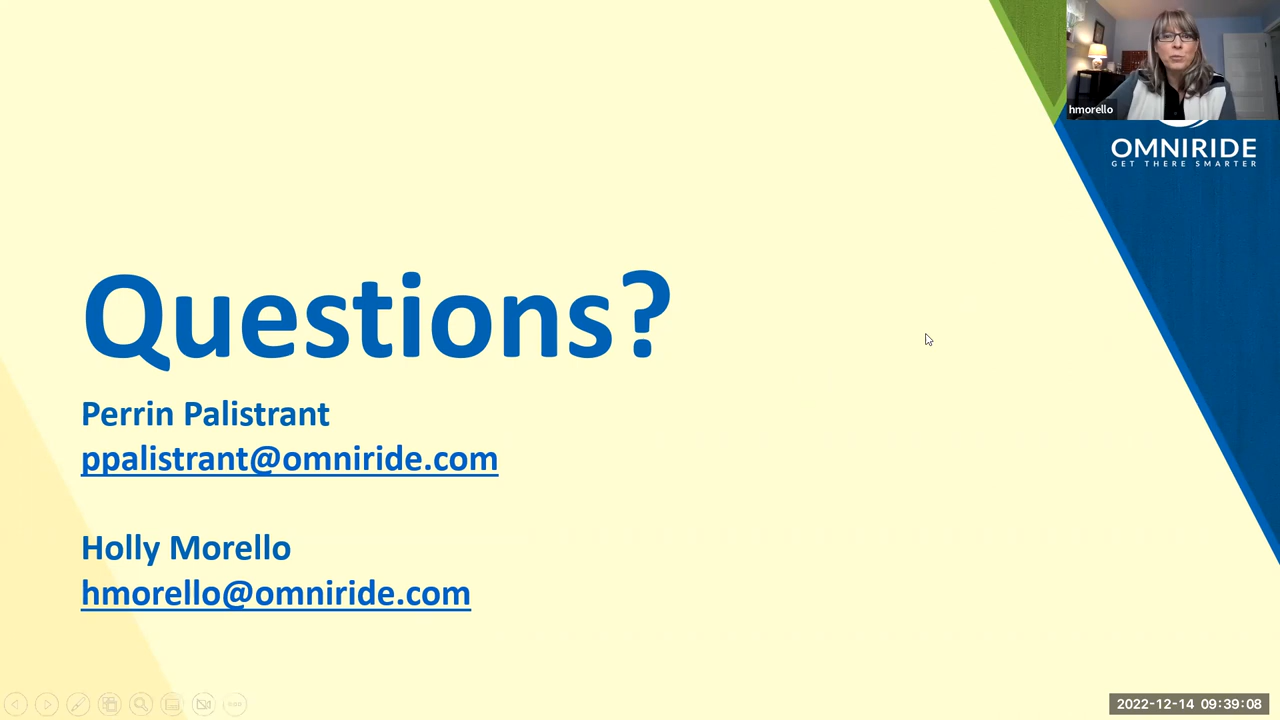 hmorello
OMNIRIDE
GET THERE SMARTER
Questions?
Perrin Palistrant
ppalistrant@omniride.com
Holly Morello
hmorello@omniride.com
2022-12-14 09:39:08